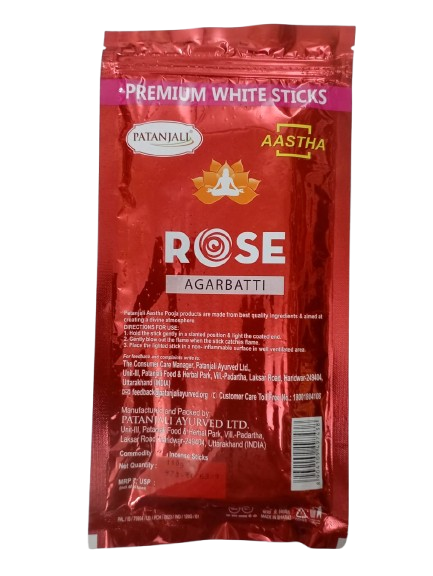 •PREMIUM WHITE STICKS
PATANJALI
AASTHA
ROSE
AGARBATTI
Patanjali Aastha Pooja products are made from best quality ingredients & aimed at
creating a divine atmosphere.
DIRECTIONS FOR USE:
1. Hold the stick gently in a slanted position & light the coated end.
2. Gently blow out the flame when the stick catches flame.
3. Place the lighted stick in a non-inflammable surface in well ventilated area.
For feedback and complaints write to:
The Consumer Care Manager, Patanjali Ayurved Ltd.,
Unit-III, Patanjali Food & Herbal Park, Vill.-Padartha, Laksar Road, Haridwar-249404,
Uttarakhand (INDIA)
feedback@patanjaliayurved.org Customer Care Toll Free No.: 18001804108
Manufactured and Packed by:
PATANJALI AYURVED LTD.
Unit-III, Patanjali Food & Herbal Park, Vill.-Padartha,
Laksar Road, Haridwar-249404, Uttarakhand (INDIA)
Commodity Incense Sticks
Net Quantity:
MRP ₹ USP